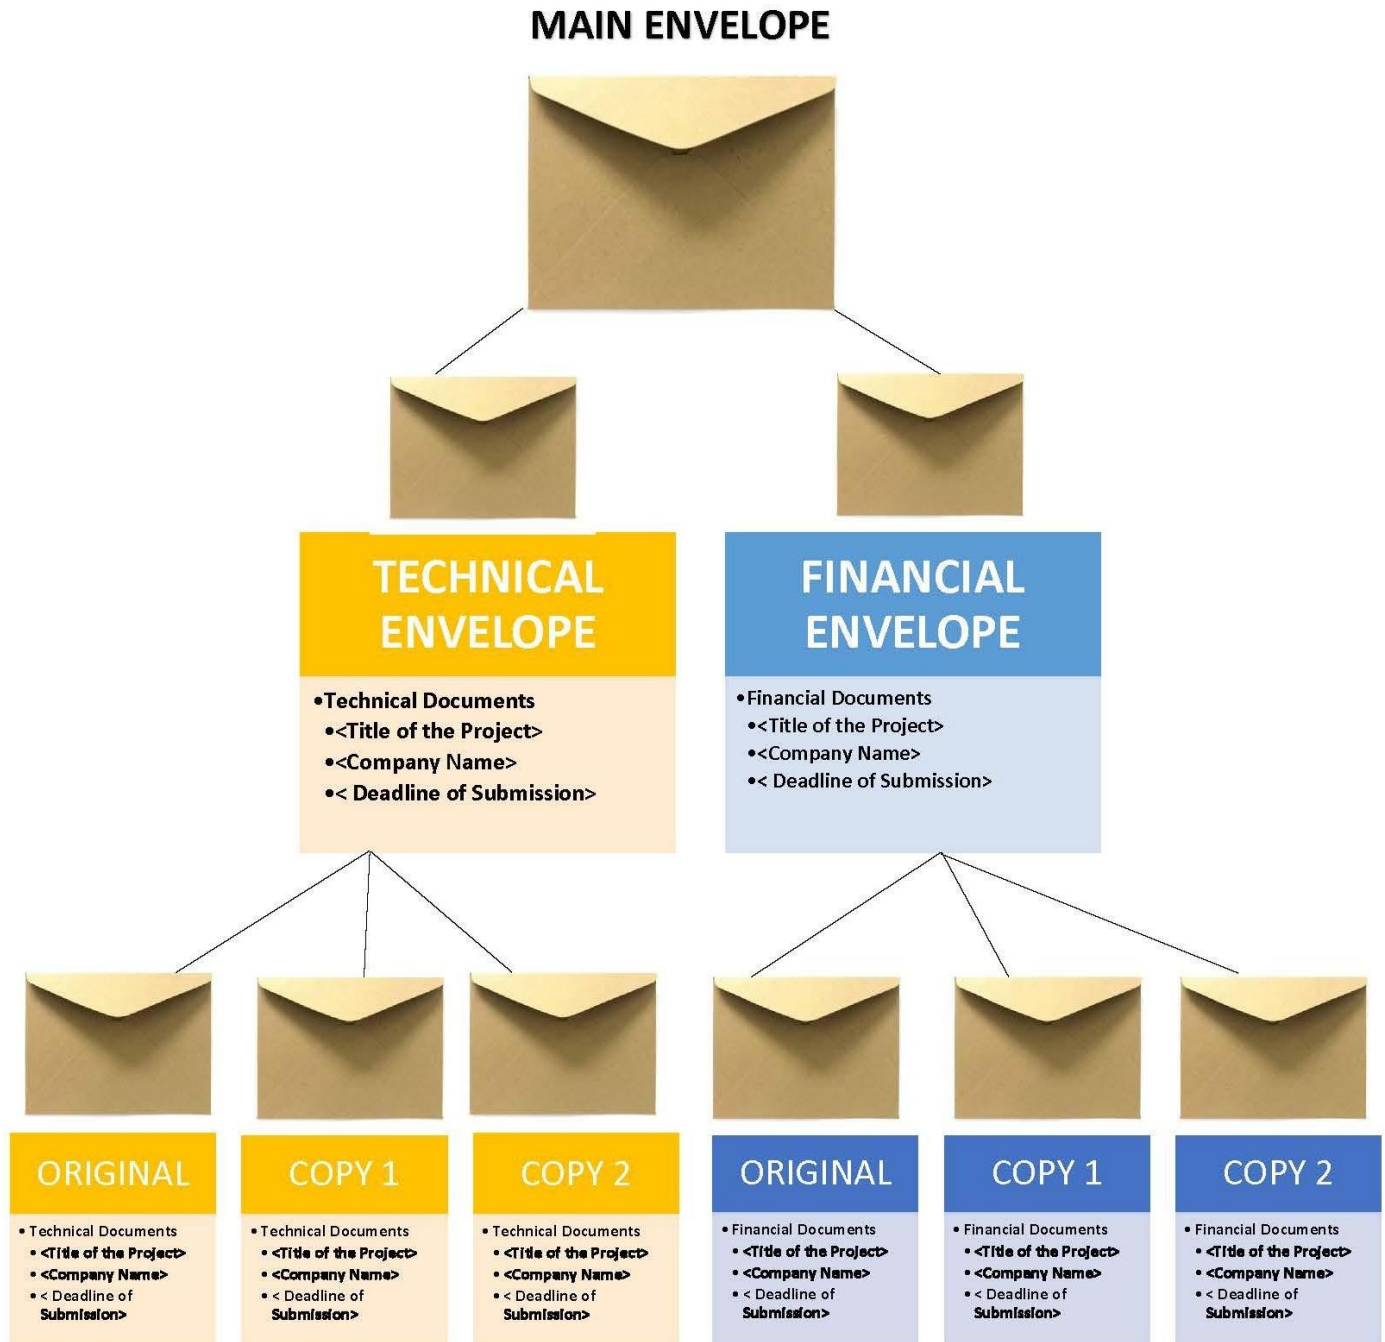 MAIN ENVELOPE
TECHNICAL
ENVELOPE
•Technical Documents
•<Title of the Project>
•<Company Name>
•< Deadline of Submission>
FINANCIAL
ENVELOPE
•Financial Documents
•<Title of the Project>
•<Company Name>
•< Deadline of Submission>
ORIGINAL
• Technical Documents
• <Title of the Project>
• <Company Name>
• < Deadline of
Submission>
COPY 1
• Technical Documents
• <Title of the Project>
• <Company Name>
• < Deadline of
Submission>
COPY 2
• Technical Documents
• <Title of the Project>
• <Company Name>
• < Deadline of
Submission>
ORIGINAL
• Financial Documents
• <Title of the Project>
• <Company Name>
• < Deadline of
Submission>
COPY 1
• Financial Documents
• <Title of the Project>
• <Company Name>
• < Deadline of
Submission>
COPY 2
• Financial Documents
• <Title of the Project>
• <Company Name>
• < Deadline of
Submission>